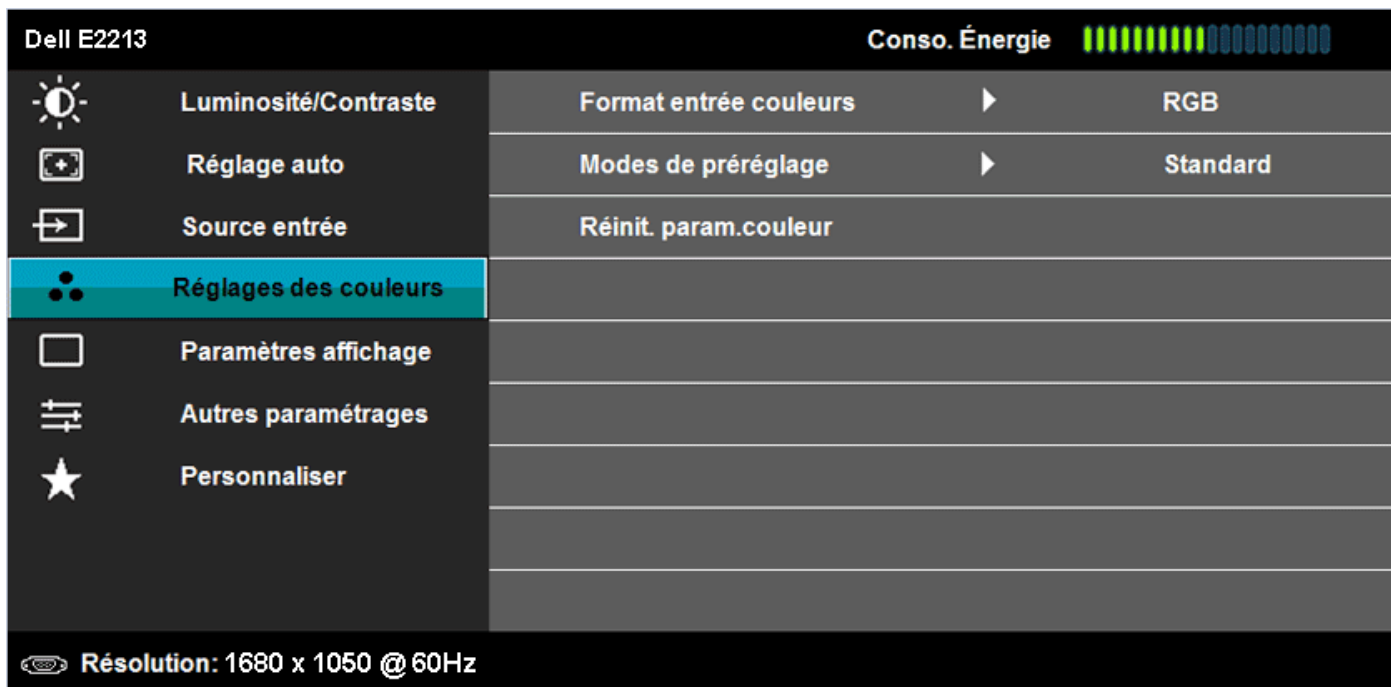 Dell E2213 Conso. Énergie
Luminosité/Contraste Format entrée couleurs RGB
Réglage auto Modes de préréglage Standard
Source entrée Réinit. param.couleur
Réglages des couleurs
Paramètres affichage
Autres paramétrages
Personnaliser
Résolution: 1680 x 1050 @ 60Hz